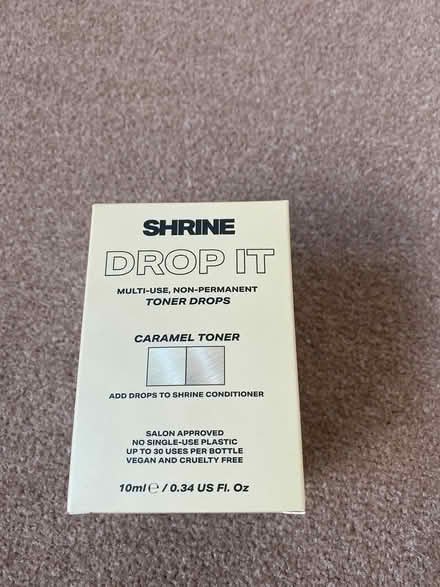 SHRINE
DROP IT
MULTI-USE, NON-PERMANENT
TONER DROPS
CARAMEL TONER
ADD DROPS TO SHRINE CONDITIONER
SALON APPROVED
NO SINGLE-USE PLASTIC
UP TO 30 USES PER BOTTLE
VEGAN AND CRUELTY FREE
10ml ℮ / 0.34 US Fl. Oz